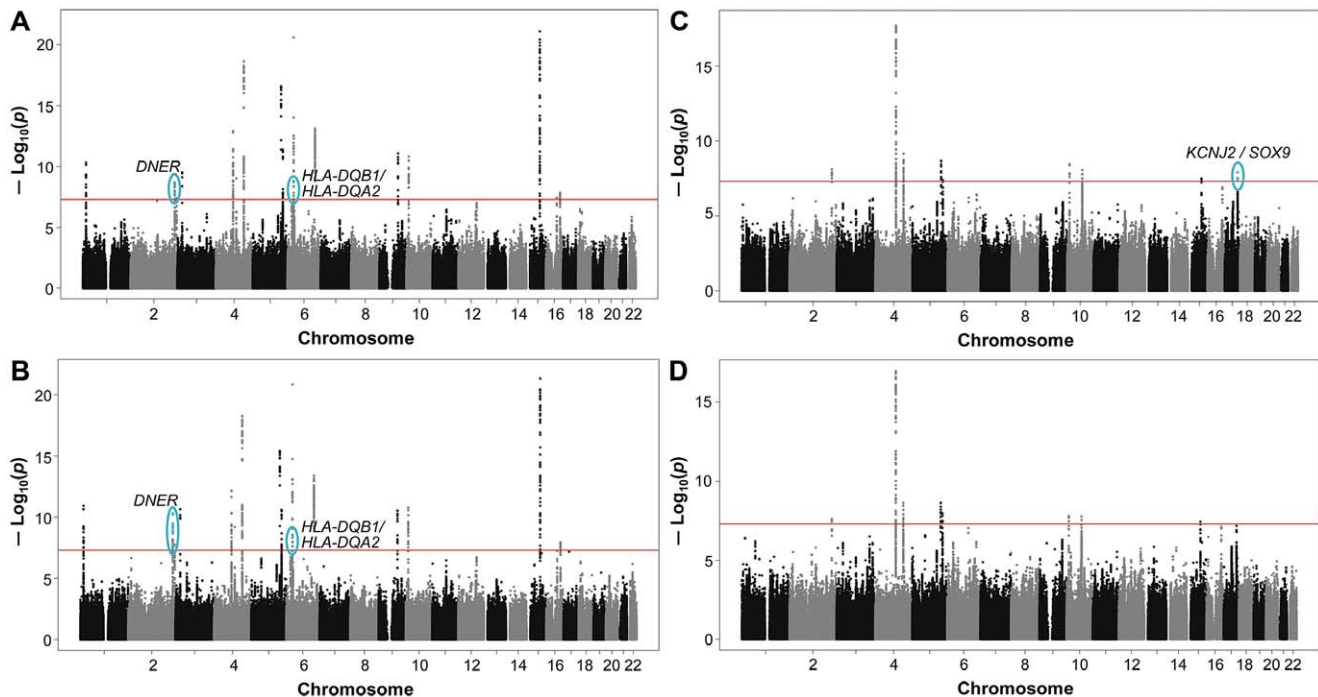 A
— Log10(p)
20
15
10
5
0
DNER
HLA-DQB1/
HLA-DQA2
2 4 6 8 10 12 14 16 18 20 22
Chromosome
B
— Log10(p)
20
15
10
5
0
DNER
HLA-DQB1/
HLA-DQA2
2 4 6 8 10 12 14 16 18 20 22
Chromosome
C
— Log10(p)
15
10
5
0
KCNJ2 / SOX9
2 4 6 8 10 12 14 16 18 20 22
Chromosome
D
— Log10(p)
15
10
5
0
2 4 6 8 10 12 14 16 18 20 22
Chromosome